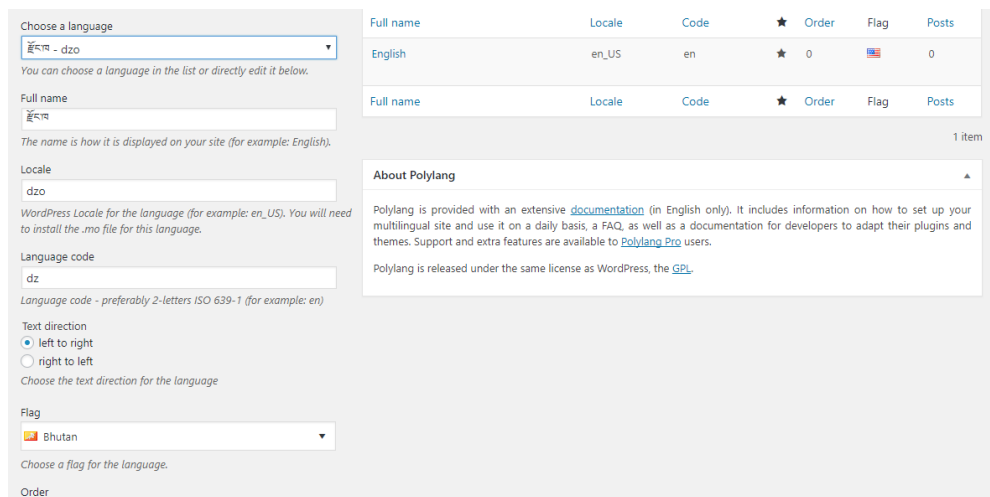 Choose a language
རྫོང་ཁ - dzo
You can choose a language in the list or directly edit it below.
Full name
རྫོང་ཁ
The name is how it is displayed on your site (for example: English).
Locale
dzo
WordPress Locale for the language (for example: en_US). You will need
to install the .mo file for this language.
Language code
dz
Language code - preferably 2-letters ISO 639-1 (for example: en)
Text direction
left to right
right to left
Choose the text direction for the language
Flag
Bhutan
Choose a flag for the language.
Order
Full name Locale Code ★ Order Flag Posts
English en_US en ★ 0 0
Full name Locale Code ★ Order Flag Posts
1 item
About Polylang
Polylang is provided with an extensive documentation (in English only). It includes information on how to set up your
multilingual site and use it on a daily basis, a FAQ, as well as a documentation for developers to adapt their plugins and
themes. Support and extra features are available to Polylang Pro users.
Polylang is released under the same license as WordPress, the GPL.